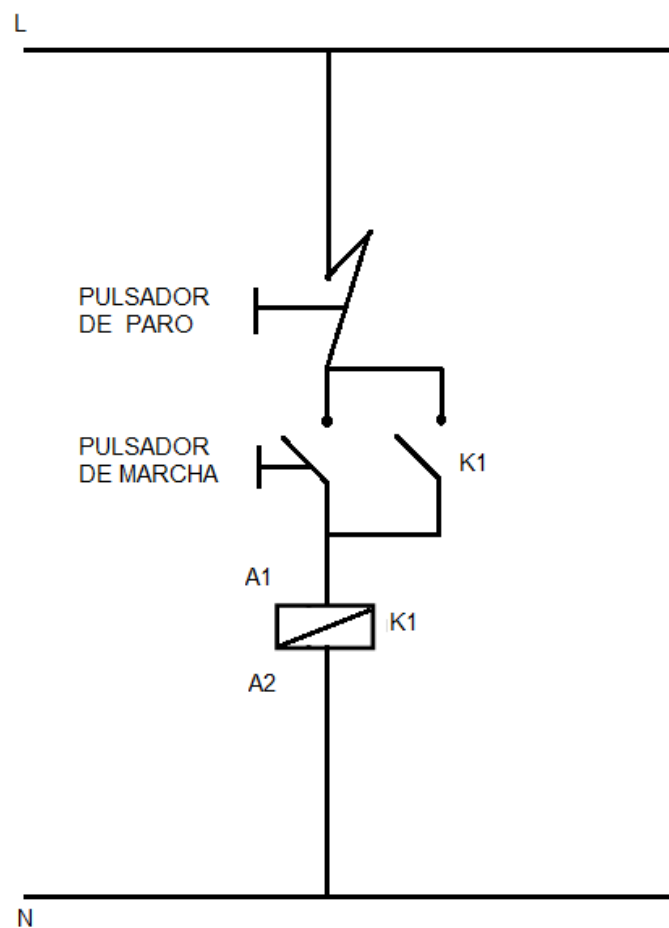 L
PULSADOR
DE PARO
PULSADOR
DE MARCHA
K1
A1
K1
A2
N